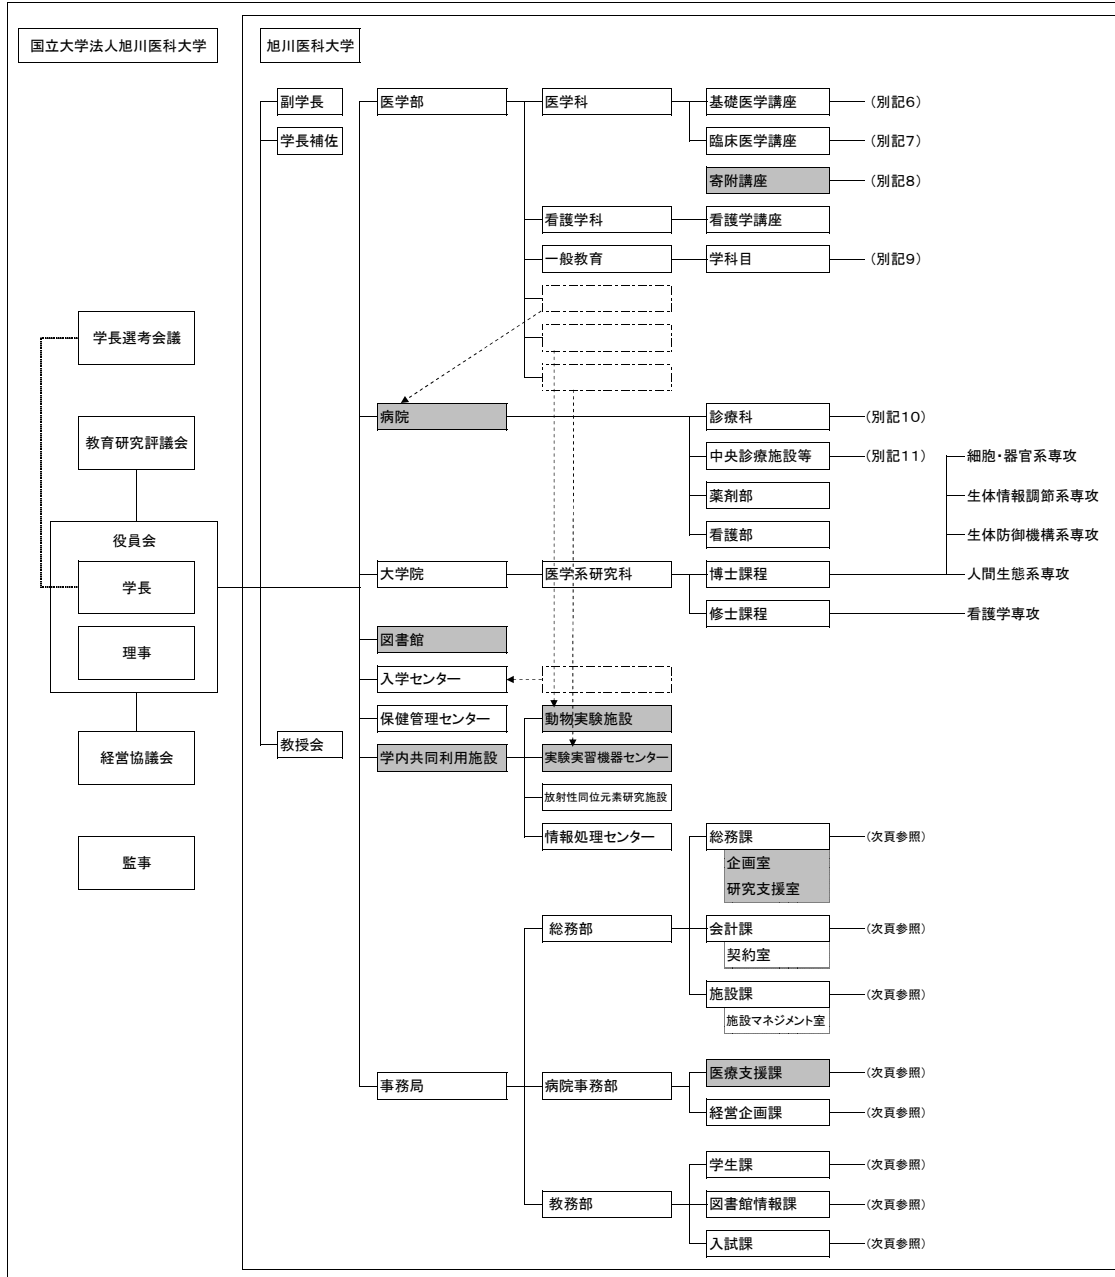 国立大学法人旭川医科大学
旭川医科大学
副学長
医学部
医学科
基礎医学講座
(別記6)
学長補佐
臨床医学講座
(別記7)
寄附講座
(別記8)
看護学科
看護学講座
一般教育
学科目
(別記9)
学長選考会議
病院
診療科
(別記10)
教育研究評議会
中央診療施設等
(別記11)
細胞・器官系専攻
薬剤部
生体情報調節系専攻
役員会
看護部
生体防御機構系専攻
学長
大学院
医学系研究科
博士課程
人間生態系専攻
修士課程
看護学専攻
理事
図書館
入学センター
保健管理センター
動物実験施設
教授会
経営協議会
学内共同利用施設
実験実習機器センター
放射性同位元素研究施設
情報処理センター
総務課
(次頁参照)
監事
企画室
研究支援室
総務部
会計課
(次頁参照)
契約室
施設課
(次頁参照)
施設マネジメント室
医療支援課
(次頁参照)
事務局
病院事務部
経営企画課
(次頁参照)
学生課
(次頁参照)
教務部
図書館情報課
(次頁参照)
入試課
(次頁参照)